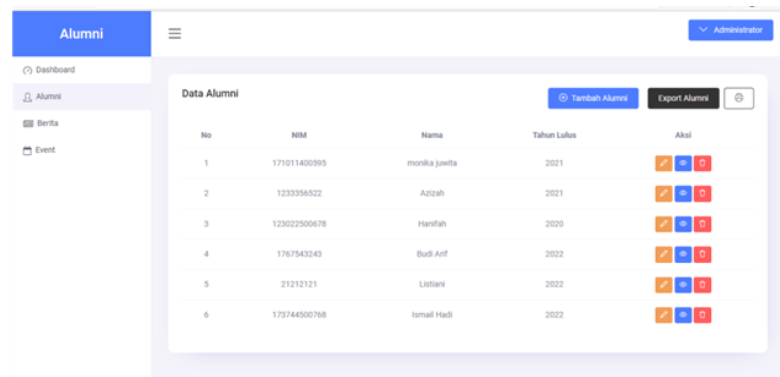 Alumni
Administrator
Dashboard
Alumni
Berita
Event
Data Alumni
Tambah Alumni
Export Alumni
No NIM Nama Tahun Lulus Aksi
1 171011400395 monika juwita 2021
2 1233356522 Azizah 2021
3 123022500678 Hanifah 2020
4 1767543243 Budi Arif 2022
5 21212121 Listiani 2022
6 173744500768 Ismail Hadi 2022